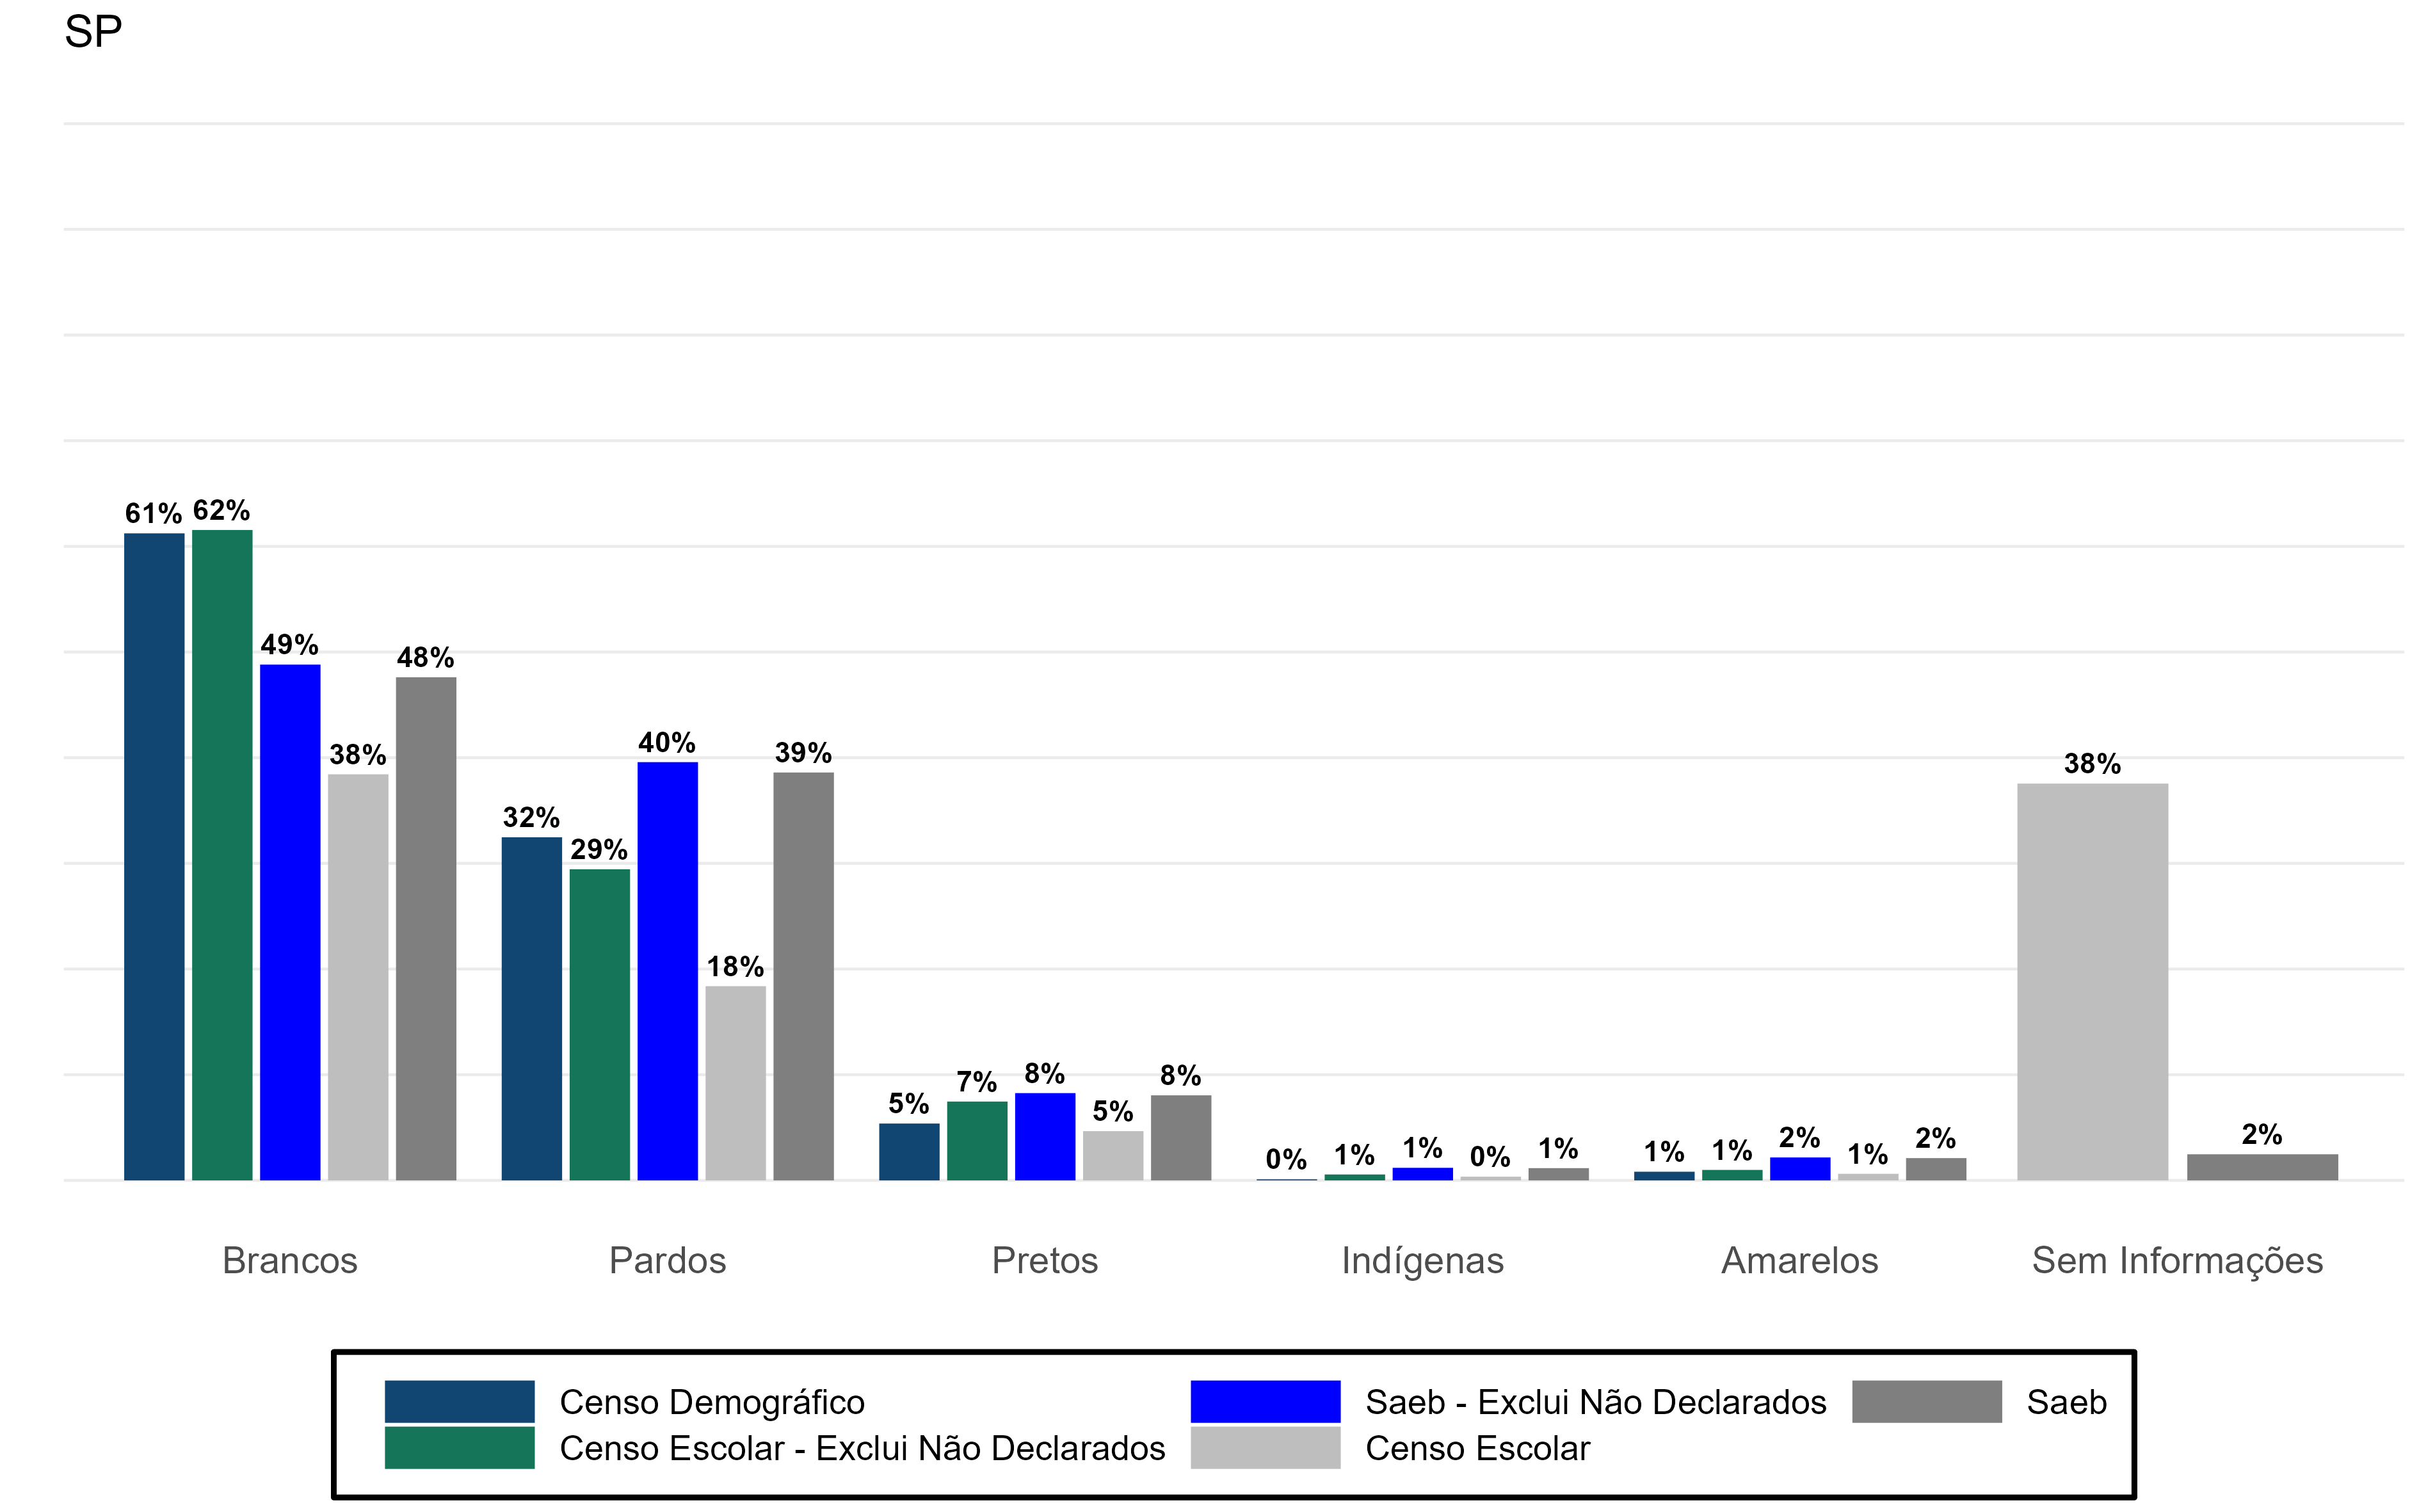 SP
61% 62% 49% 38% 48%
32% 29% 40% 18% 39%
5% 7% 8% 5% 8%
0% 1% 1% 0% 1%
1% 1% 2% 1% 2%
38% 2%
Brancos Pardos Pretos Indígenas Amarelos Sem Informações
Censo Demográfico Saeb - Exclui Não Declarados Saeb
Censo Escolar - Exclui Não Declarados Censo Escolar